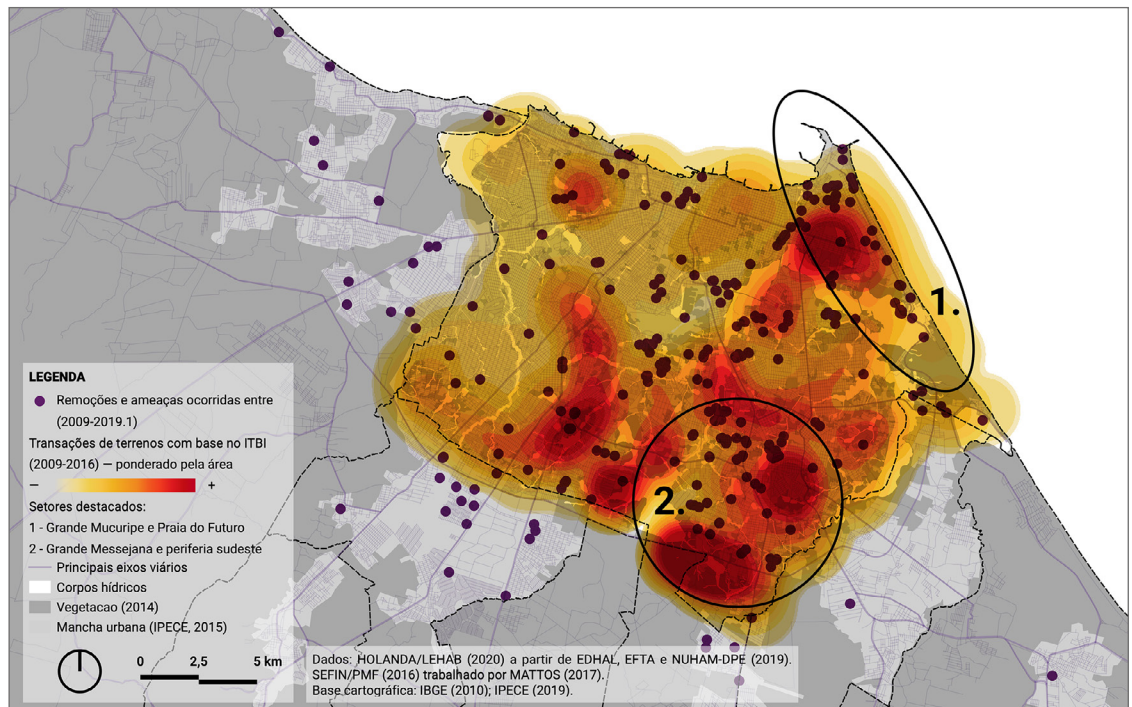 1.
2.
LEGENDA
Remoções e ameaças ocorridas entre
(2009-2019.1)
Transações de terrenos com base no ITBI
(2009-2016) — ponderado pela área
— +
Setores destacados:
1 - Grande Mucuripe e Praia do Futuro
2 - Grande Messejana e periferia sudeste
Principais eixos viários
Corpos hídricos
Vegetacao (2014)
Mancha urbana (IPECE, 2015)
0 2,5 5 km
Dados: HOLANDA/LEHAB (2020) a partir de EDHAL, EFTA e NUHAM-DPE (2019).
SEFIN/PMF (2016) trabalhado por MATTOS (2017).
Base cartográfica: IBGE (2010); IPECE (2019).